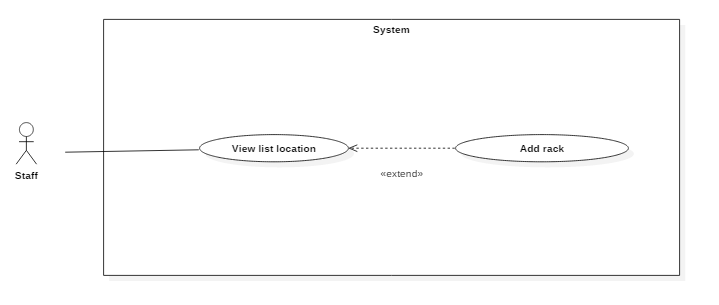 System
View list location
Add rack
«extend»
Staff